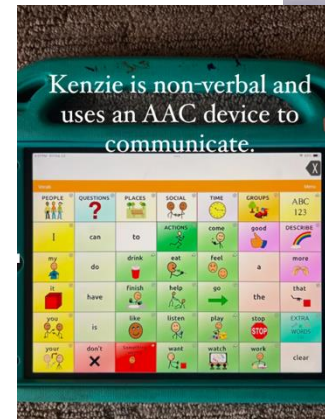 Kenzie is non-verbal and
uses an AAC device to
communicate.
Menu
PEOPLE QUESTIONS PLACES SOCIAL TIME GROUPS ABC 123
I can to ACTIONS come good DESCRIBE
my do drink eat feel a more
it have finish help go the that
you is like listen play stop EXTRA WORDS
STOP
your don't want watch work clear